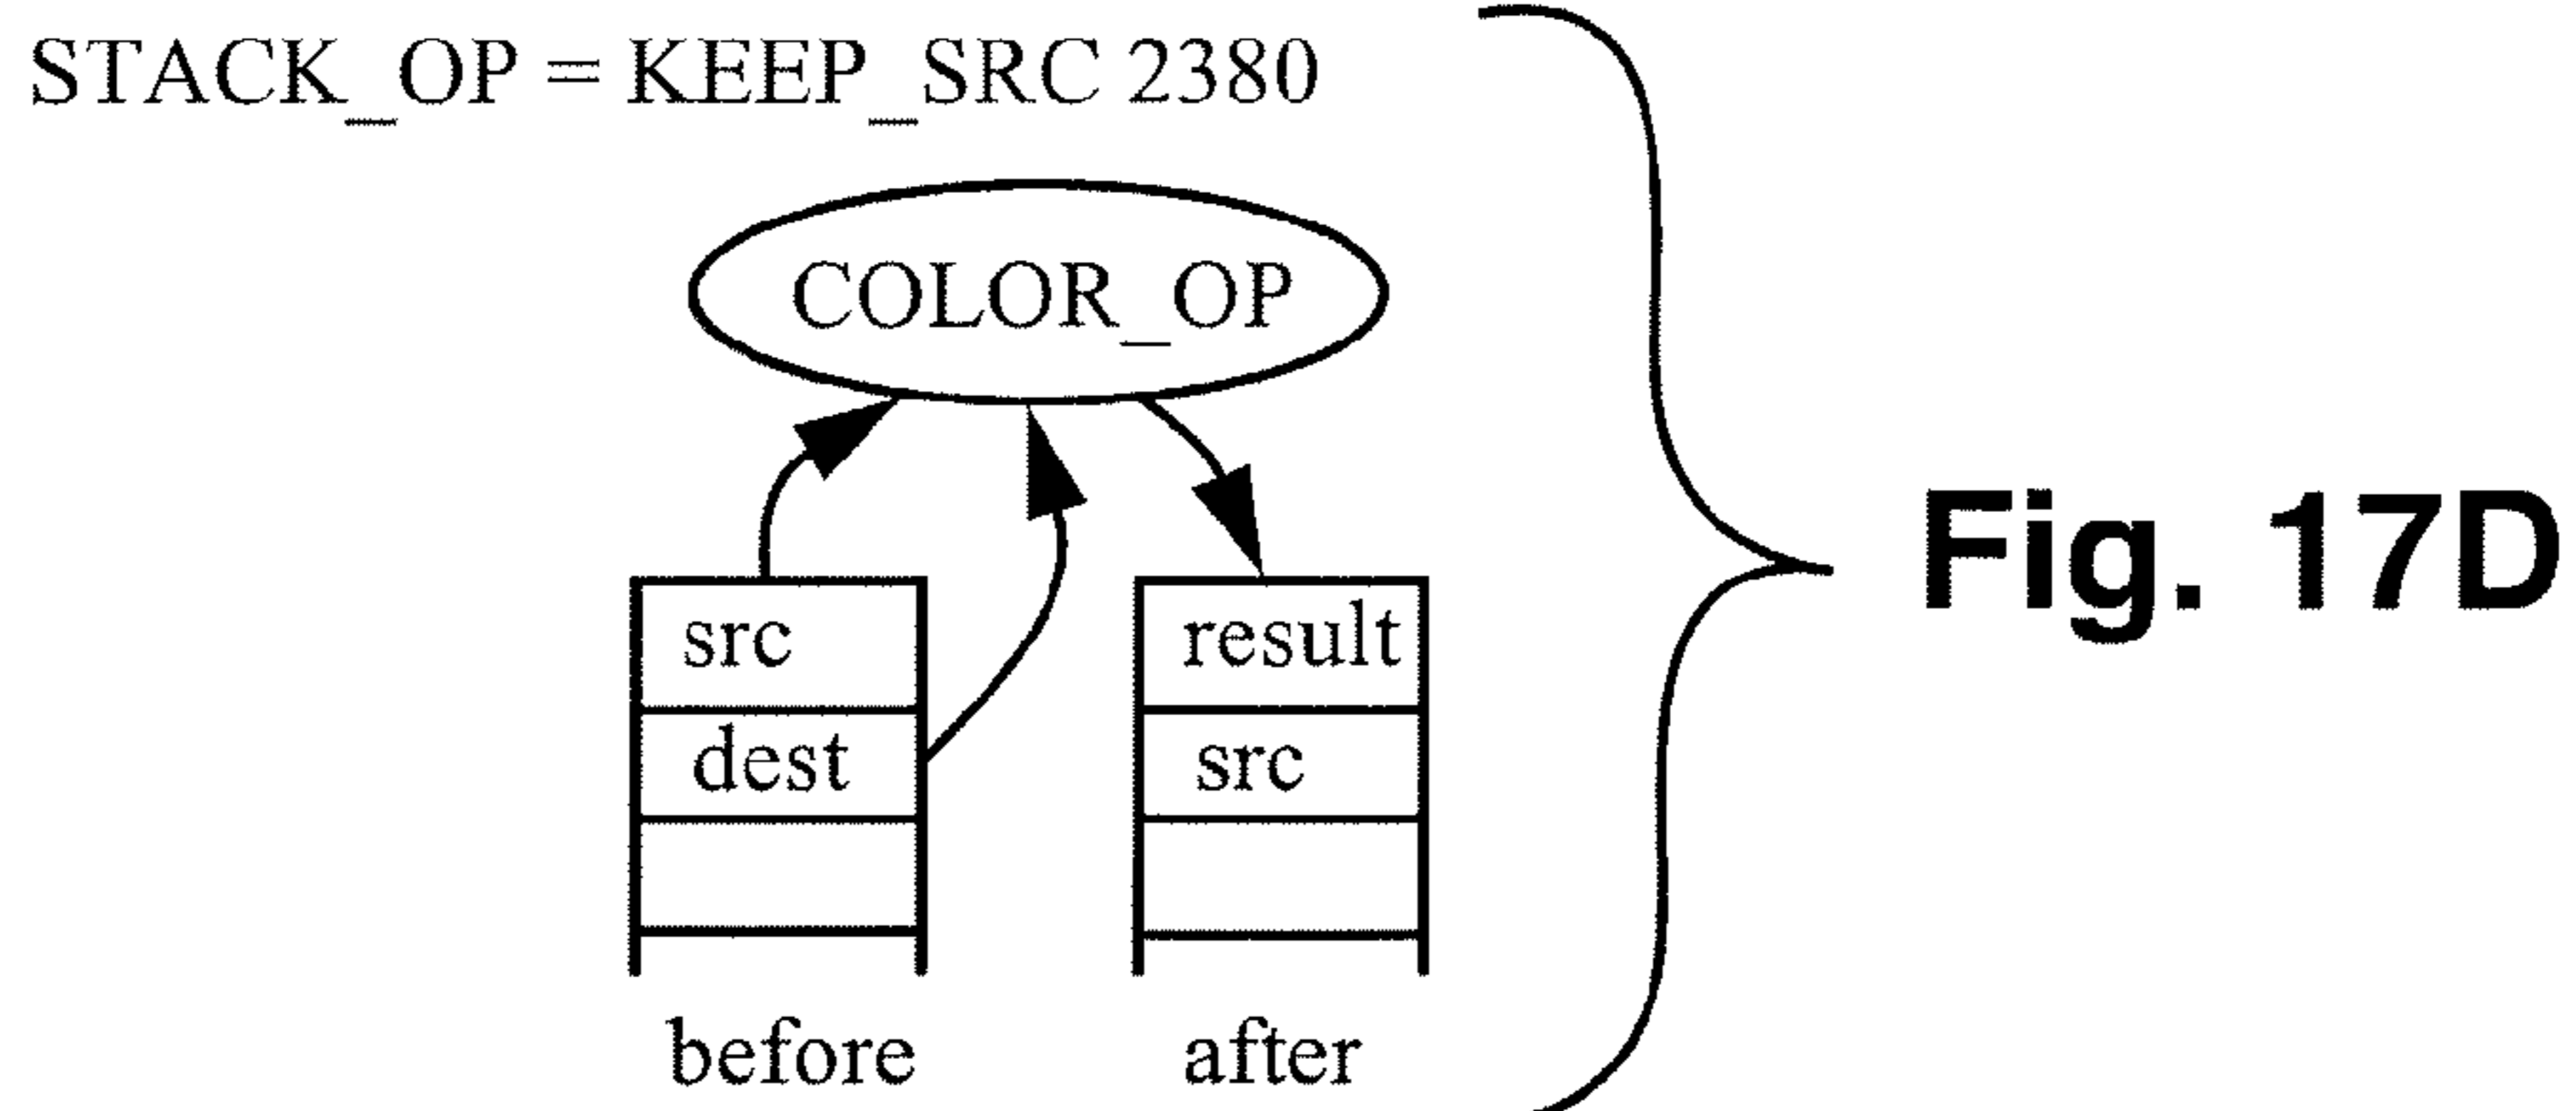 STACK_OP = KEEP_SRC 2380
COLOR_OP
src
result
dest
src
before
after
Fig. 17D